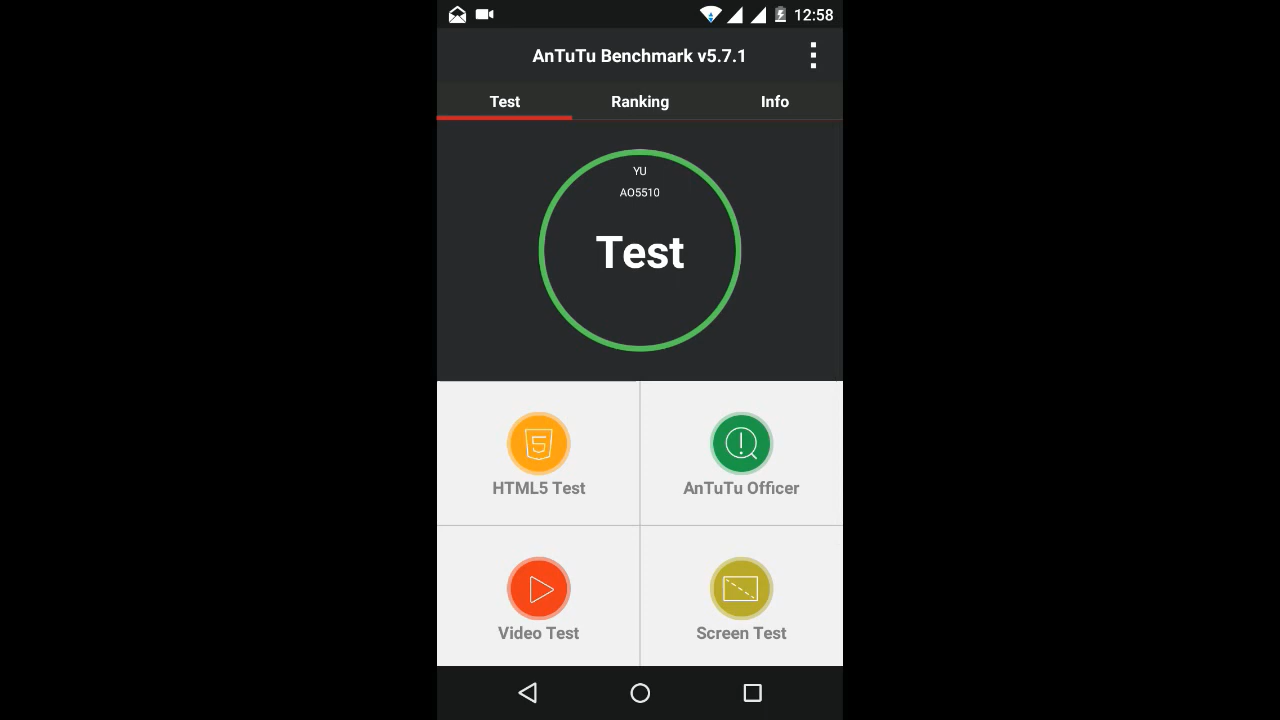 12:58
AnTuTu Benchmark v5.7.1
Test Ranking Info
YU
AO5510
Test
HTML5 Test AnTuTu Officer
Video Test Screen Test